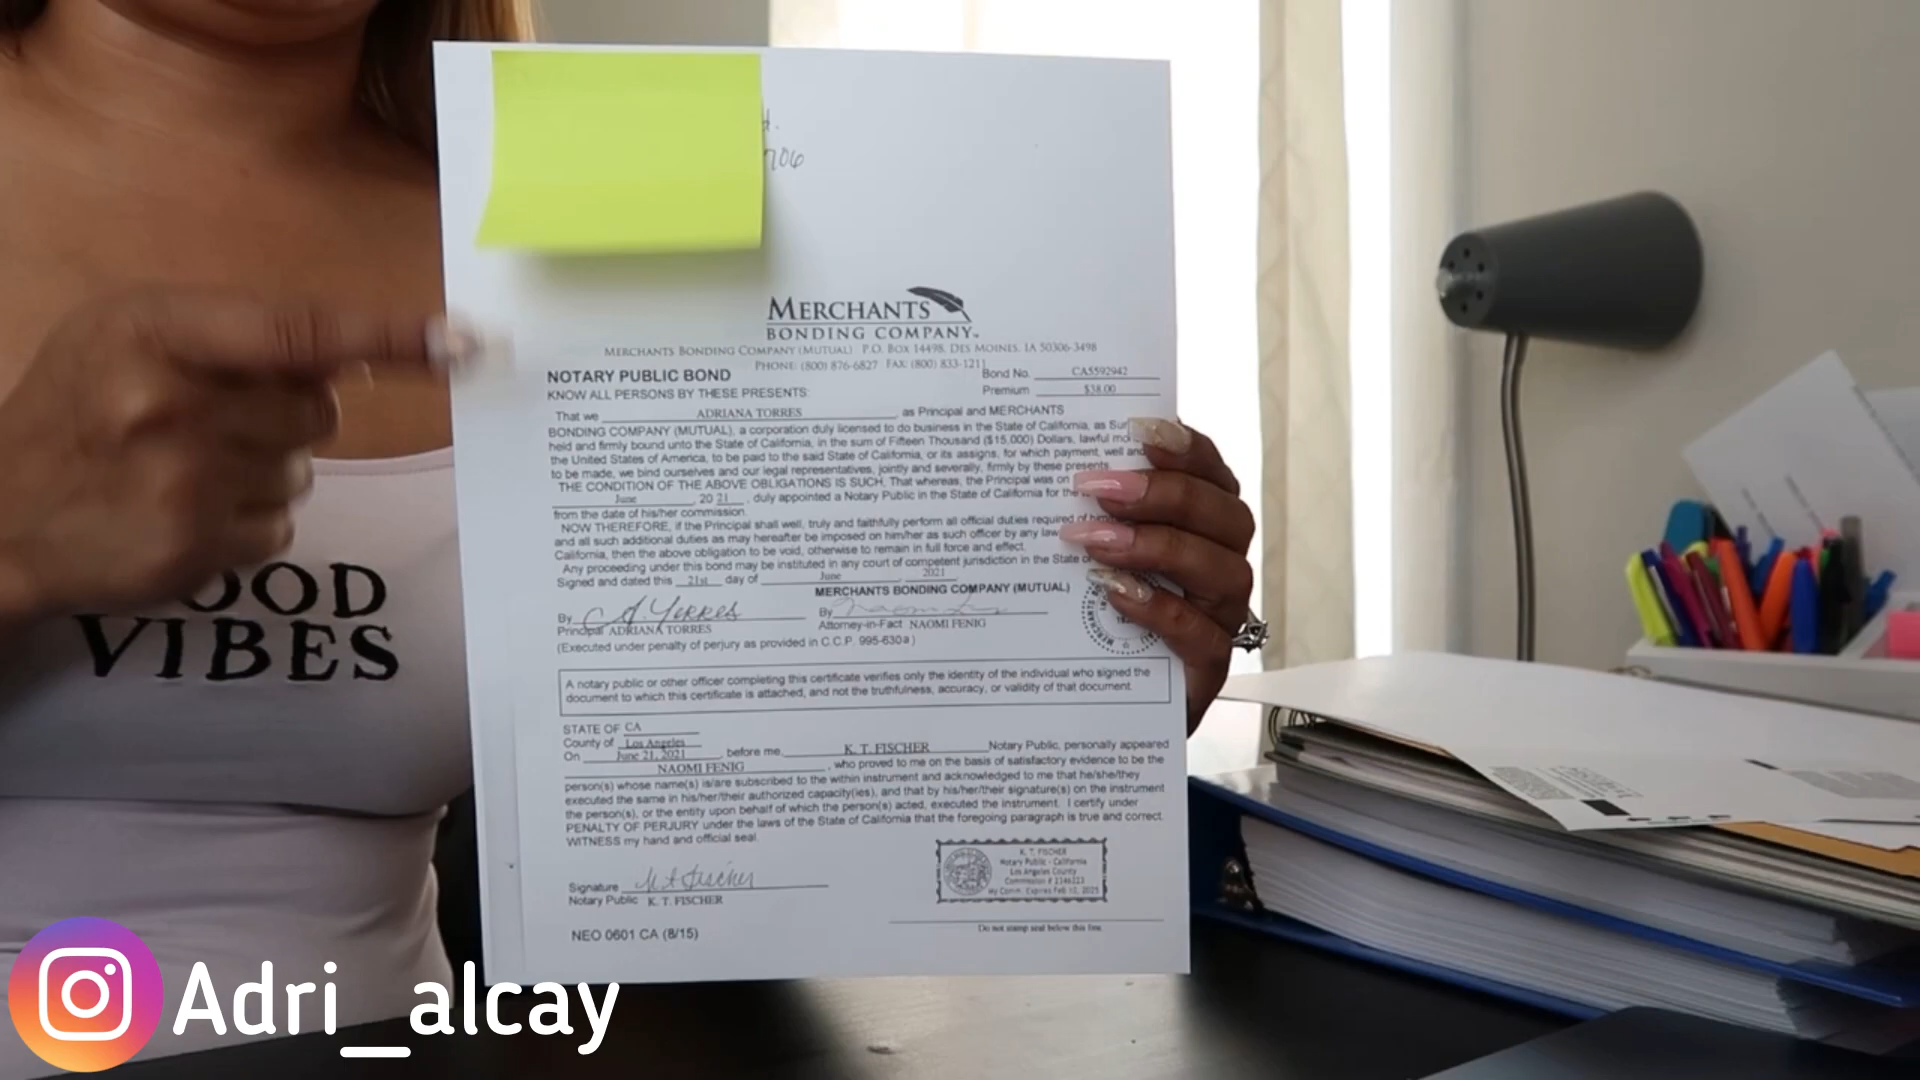 706
MERCHANTS
BONDING COMPANY™
MERCHANTS BONDING COMPANY (MUTUAL) P.O. BOX 14498, DES MOINES, IA 50306-3498
PHONE: (800) 876-6827 FAX: (800) 833-1211
NOTARY PUBLIC BOND
Bond No. CA5592942
KNOW ALL PERSONS BY THESE PRESENTS:
Premium $38.00
That we ADRIANA TORRES, as Principal and MERCHANTS
BONDING COMPANY (MUTUAL), a corporation duly licensed to do business in the State of California, as Sur
held and firmly bound unto the State of California, in the sum of Fifteen Thousand ($15,000) Dollars, lawful mo
the United States of America, to be paid to the said State of California, or its assigns, for which payment, well and
to be made, we bind ourselves and our legal representatives, jointly and severally, firmly by these presents.
THE CONDITION OF THE ABOVE OBLIGATIONS IS SUCH, That whereas, the Principal was on
June, 20 21, duly appointed a Notary Public in the State of California for the
from the date of his/her commission.
NOW THEREFORE, if the Principal shall well, truly and faithfully perform all official duties required of him
and all such additional duties as may hereafter be imposed on him/her as such officer by any law
California, then the above obligation to be void, otherwise to remain in full force and effect.
Any proceeding under this bond may be instituted in any court of competent jurisdiction in the State o
Signed and dated this 21st day of June 2021
MERCHANTS BONDING COMPANY (MUTUAL)
By A. Torres
By Naomi
Principal ADRIANA TORRES
Attorney-in-Fact NAOMI FENIG
(Executed under penalty of perjury as provided in C.C.P. 995-630a)
A notary public or other officer completing this certificate verifies only the identity of the individual who signed the
document to which this certificate is attached, and not the truthfulness, accuracy, or validity of that document.
STATE OF CA
County of Los Angeles
On June 21, 2021, before me, K. T. FISCHER Notary Public, personally appeared
NAOMI FENIG, who proved to me on the basis of satisfactory evidence to be the
person(s) whose name(s) is/are subscribed to the within instrument and acknowledged to me that he/she/they
executed the same in his/her/their authorized capacity(ies), and that by his/her/their signature(s) on the instrument
the person(s), or the entity upon behalf of which the person(s) acted, executed the instrument. I certify under
PENALTY OF PERJURY under the laws of the State of California that the foregoing paragraph is true and correct.
WITNESS my hand and official seal.
K. T. FISCHER
Notary Public - California
Los Angeles County
Commission # 2346223
My Comm. Expires Feb 12, 2025
Signature K T Fischer
Notary Public K. T. FISCHER
Do not stamp seal below this line.
NEO 0601 CA (8/15)
OOD
VIBES
Adri_alcay